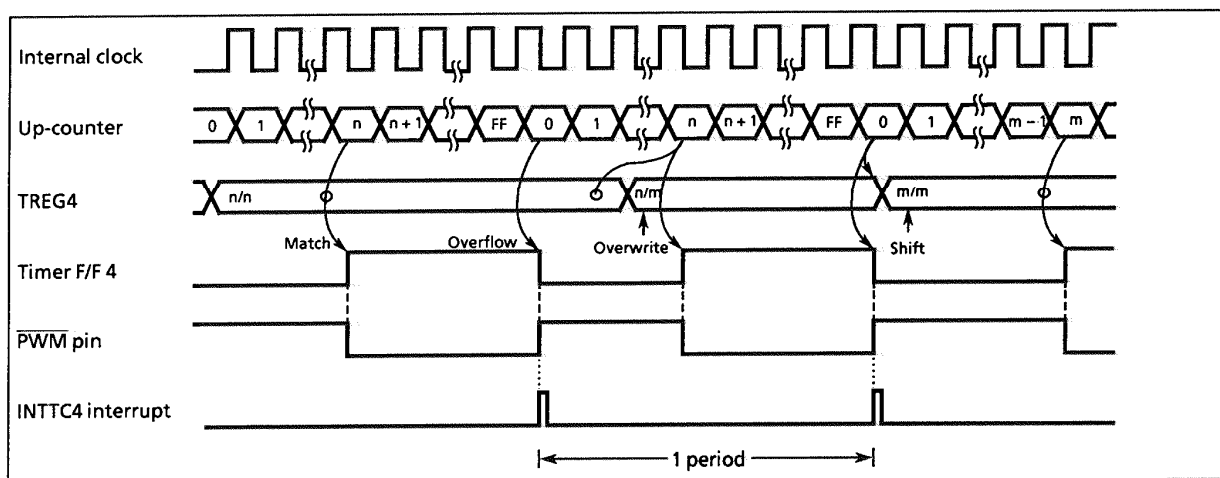 Internal clock
Up-counter 0 1 n n+1 FF 0 1 n n+1 FF 0 1 m-1 m
TREG4 n/n n/m m/m
Match Overflow Overwrite Shift
Timer F/F 4
PWM pin
INTTC4 interrupt
1 period